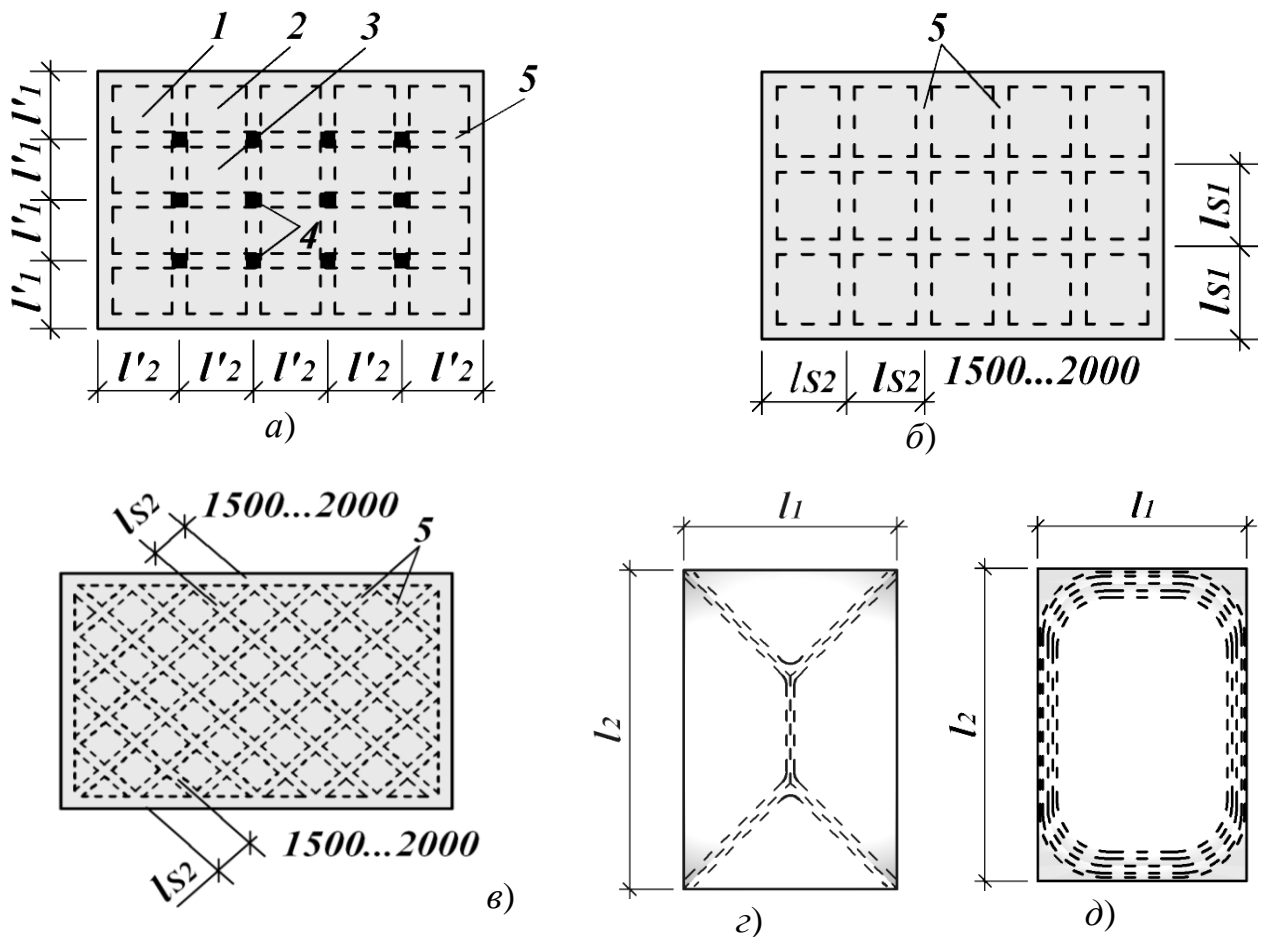 1 2 3 5
l'1
l'1
l'1
l'1
4
l'2 l'2 l'2 l'2 l'2
а)
5
lS1
lS1
lS2 lS2 1500...2000
б)
lS2 1500...2000
5
1500...2000
lS2
в)
l1
l2
г)
l1
l2
д)